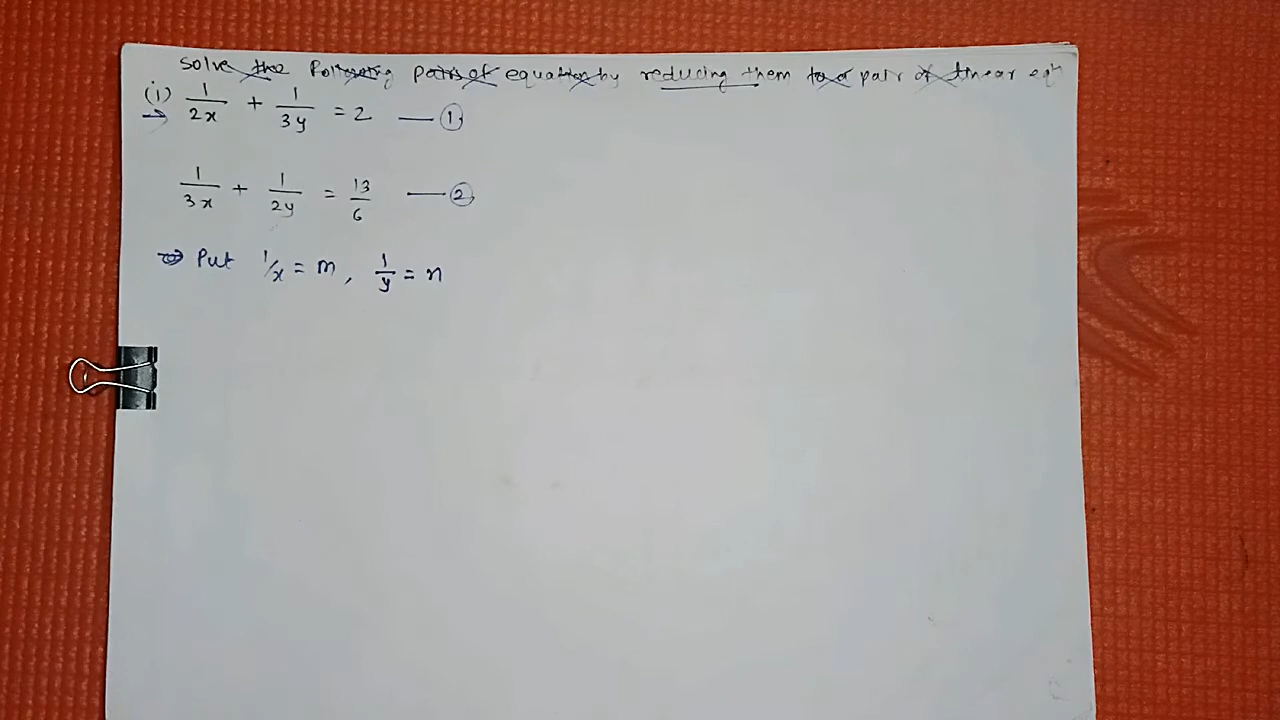 Solve the Following pairs of equation by reducing them to a pair of linear eqn
(i) 1/2x + 1/3y = 2 — ①
1/3x + 1/2y = 13/6 — ②
⇒ Put 1/x = m, 1/y = n